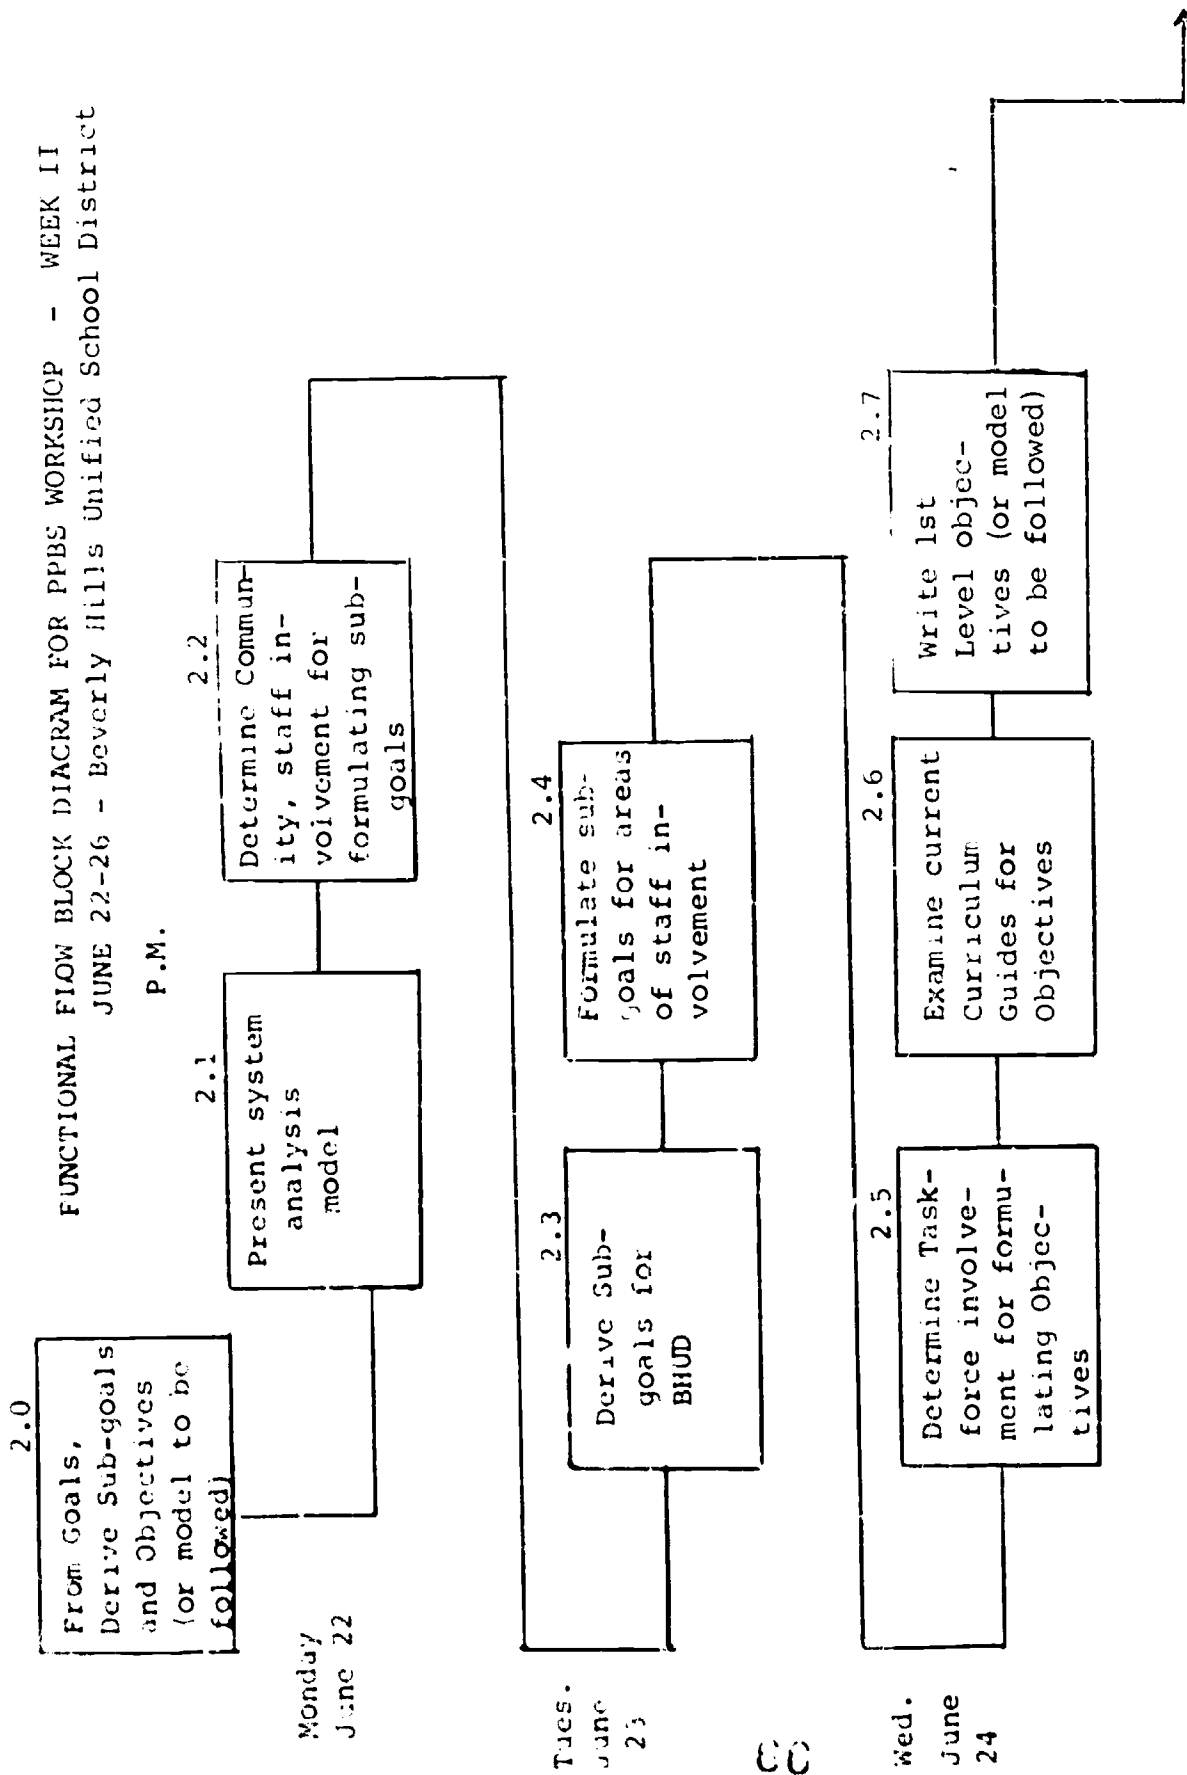 FUNCTIONAL FLOW BLOCK DIAGRAM FOR PPBS WORKSHOP - WEEK II
JUNE 22-26 - Beverly Hills Unified School District
P.M.
2.0
From Goals,
Derive Sub-goals
and Objectives
(or model to be
followed)
Monday
June 22
2.1
Present system
analysis
model
2.2
Determine Commun-
ity, staff in-
volvement for
formulating sub-
goals
Tues.
June
23
2.3
Derive Sub-
goals for
BHUD
2.4
Formulate sub-
goals for areas
of staff in-
volvement
Wed.
June
24
2.5
Determine Task-
force involve-
ment for formu-
lating Objec-
tives
2.6
Examine current
Curriculum
Guides for
Objectives
2.7
Write 1st
Level objec-
tives (or model
to be followed)